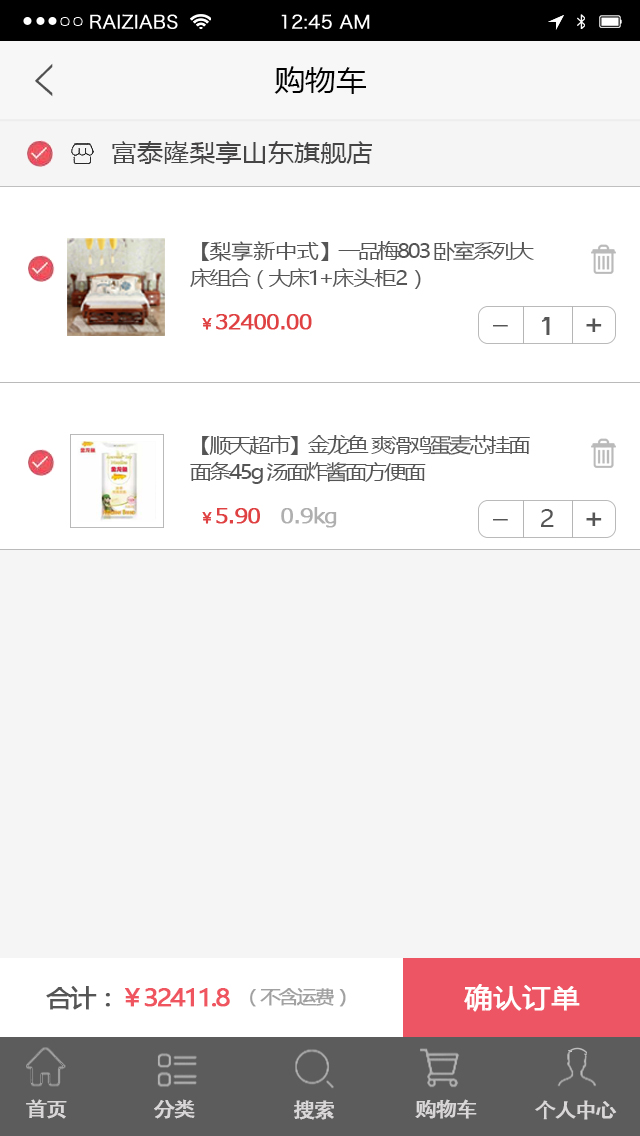 RAIZIABS 12:45 AM
购物车
富泰嶐梨享山东旗舰店
【梨享新中式】一品梅803 卧室系列大
床组合（大床1+床头柜2）
¥32400.00
− 1 +
【顺天超市】金龙鱼 爽滑鸡蛋麦芯挂面
面条45g 汤面炸酱面方便面
¥5.90 0.9kg
− 2 +
合计：¥32411.8（不含运费）
确认订单
首页 分类 搜索 购物车 个人中心